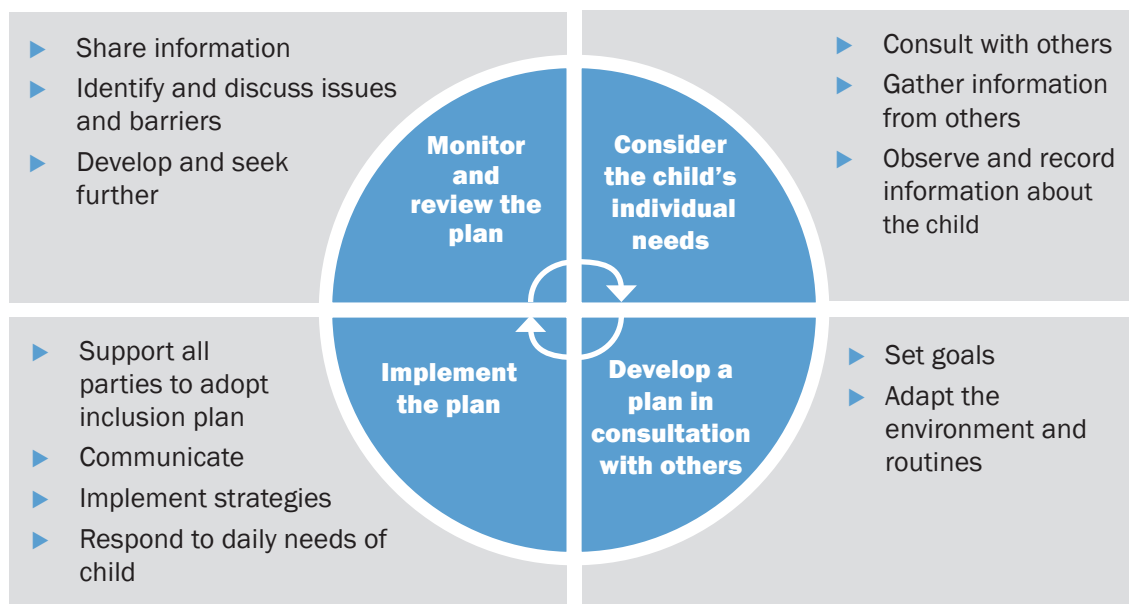 Share information
Identify and discuss issues
and barriers
Develop and seek
further
Monitor
and
review the
plan
Consider
the child's
individual
needs
Consult with others
Gather information
from others
Observe and record
information about
the child
Support all
parties to adopt
inclusion plan
Communicate
Implement strategies
Respond to daily needs of
child
Implement
the plan
Develop a
plan in
consultation
with others
Set goals
Adapt the
environment and
routines